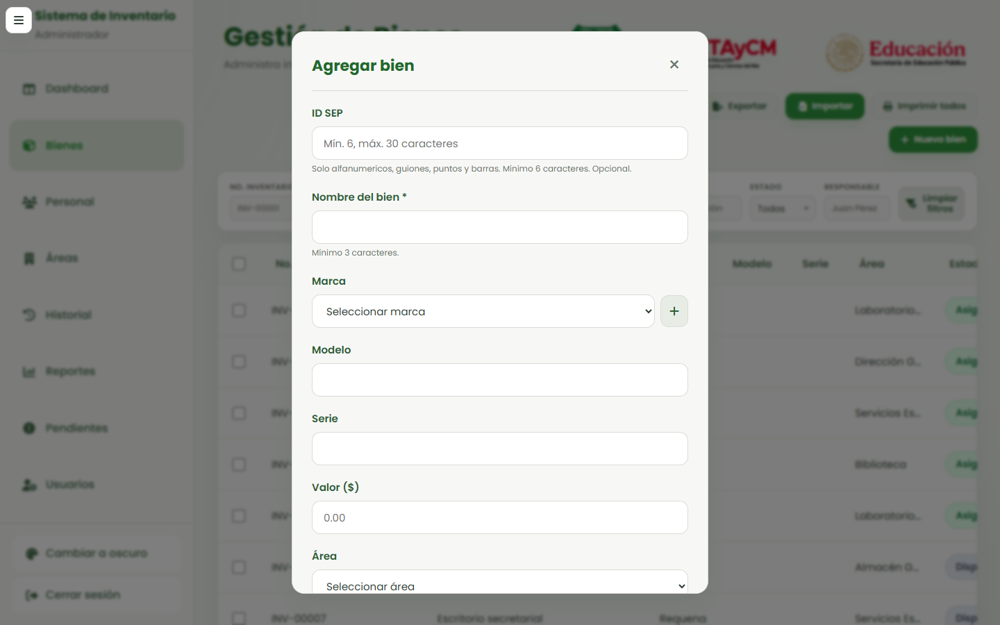 Sistema de Inventario
Administrador
Dashboard
Bienes
Personal
Áreas
Historial
Reportes
Pendientes
Usuarios
Cambiar a oscuro
Cerrar sesión
Administra
TAyCM
Educación
Secretaría de Educación Pública
Exportar
Importar
Imprimir todos
+ Nuevo bien
NO. INVENTARIO
INV-00001
ESTADO
Todos
RESPONSABLE
Juan Pérez
Limpiar
filtros
No.
Modelo
Serie
Área
Estad
INV-
Laboratorio...
Asig
INV-
Dirección G...
Asig
INV-
Servicios Es...
Asig
INV-
Biblioteca
Asig
INV-
Laboratorio...
Asig
INV-
Almacén G...
Disp
INV-00007
Escritorio secretarial
Requena
Servicios Es...
Disp
Agregar bien
×
ID SEP
Mín. 6, máx. 30 caracteres
Solo alfanumericos, guiones, puntos y barras. Minimo 6 caracteres. Opcional.
Nombre del bien *
Mínimo 3 caracteres.
Marca
Seleccionar marca
+
Modelo
Serie
Valor ($)
0.00
Área
Seleccionar área